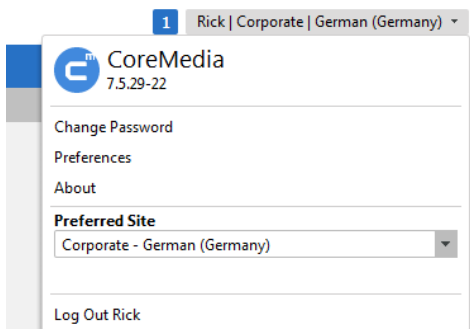 1 Rick | Corporate | German (Germany)
CoreMedia
7.5.29-22
Change Password
Preferences
About
Preferred Site
Corporate - German (Germany)
Log Out Rick